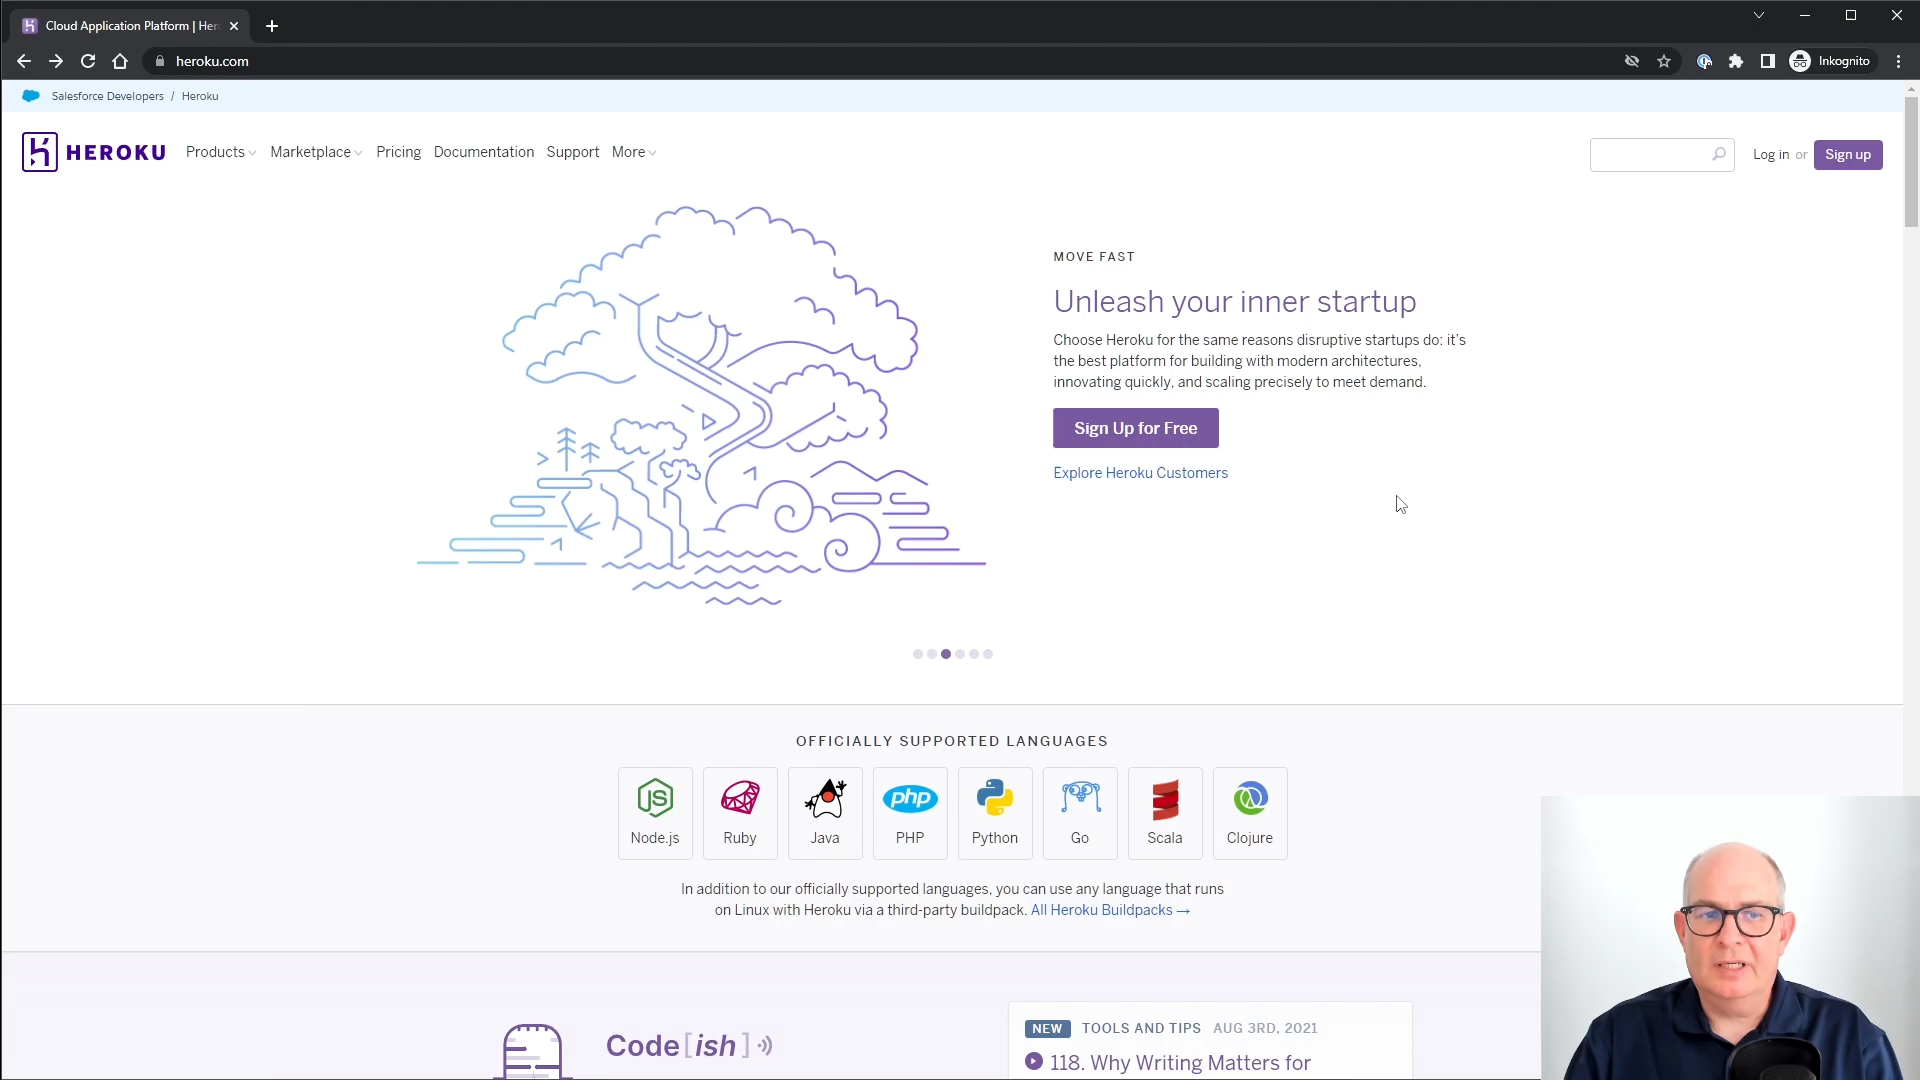 Cloud Application Platform | Her
heroku.com
Inkognito
Salesforce Developers / Heroku
HEROKU
Products
Marketplace
Pricing
Documentation
Support
More
Log in or
Sign up
MOVE FAST
Unleash your inner startup
Choose Heroku for the same reasons disruptive startups do: it's
the best platform for building with modern architectures,
innovating quickly, and scaling precisely to meet demand.
Sign Up for Free
Explore Heroku Customers
OFFICIALLY SUPPORTED LANGUAGES
JS
php
Node.js
Ruby
Java
PHP
Python
Go
Scala
Clojure
In addition to our officially supported languages, you can use any language that runs
on Linux with Heroku via a third-party buildpack. All Heroku Buildpacks →
Code[ish]
NEW TOOLS AND TIPS AUG 3RD, 2021
118. Why Writing Matters for